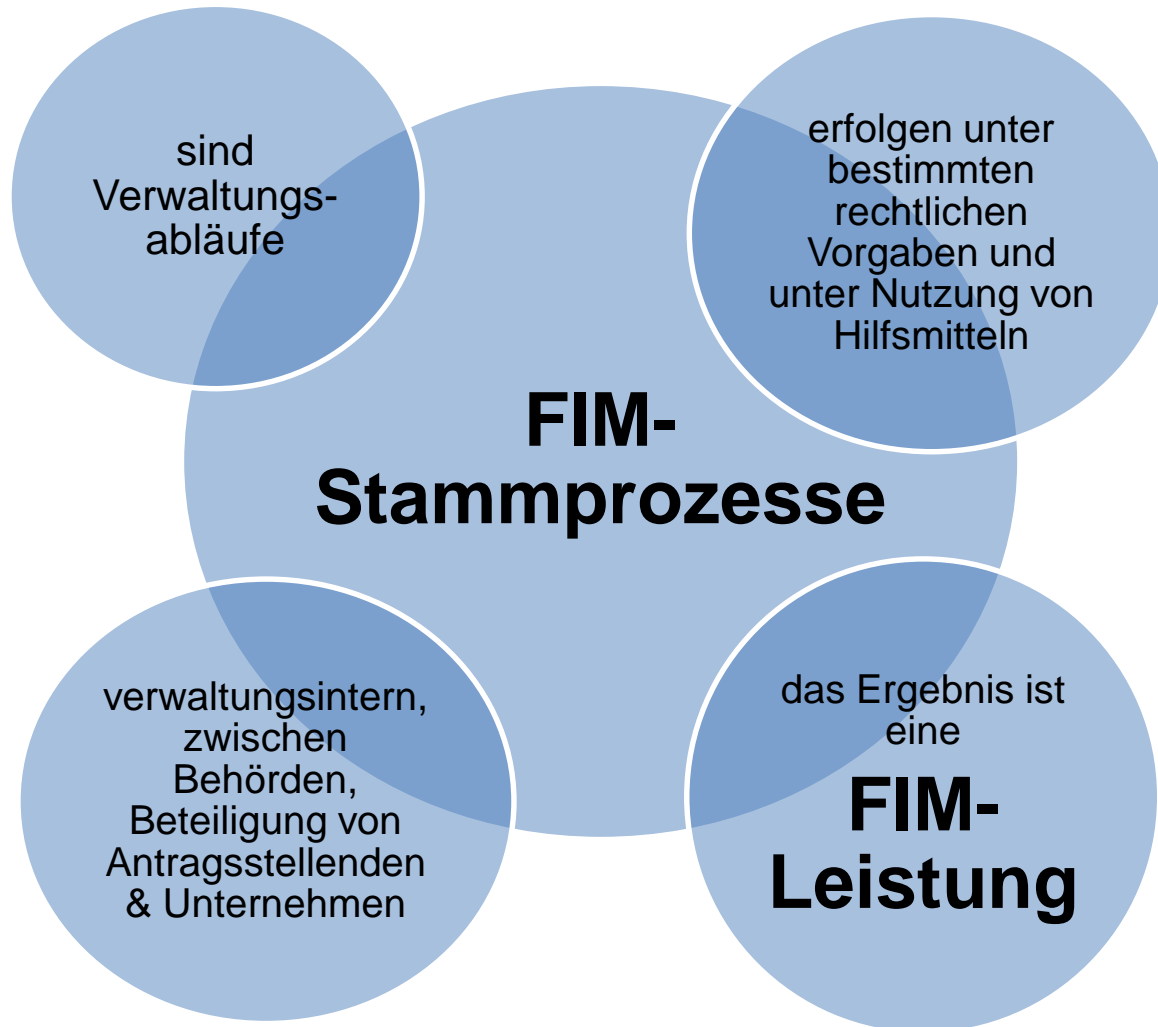 sind
Verwaltungs-
abläufe
erfolgen unter
bestimmten
rechtlichen
Vorgaben und
unter Nutzung von
Hilfsmitteln
FIM-
Stammprozesse
verwaltungsintern,
zwischen
Behörden,
Beteiligung von
Antragsstellenden
& Unternehmen
das Ergebnis ist
eine
FIM-
Leistung